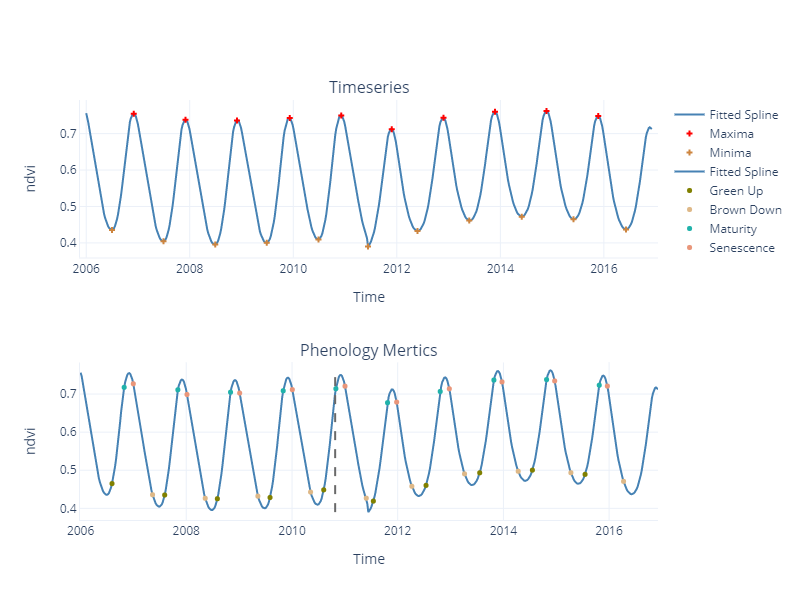 Timeseries
ndvi
0.7
0.6
0.5
0.4
2006 2008 2010 2012 2014 2016
Time
Fitted Spline
Maxima
Minima
Fitted Spline
Green Up
Brown Down
Maturity
Senescence
Phenology Mertics
ndvi
0.7
0.6
0.5
0.4
2006 2008 2010 2012 2014 2016
Time